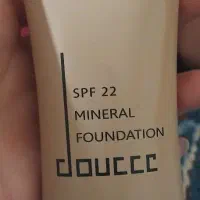 SPF 22
MINERAL
FOUNDATION
doucce